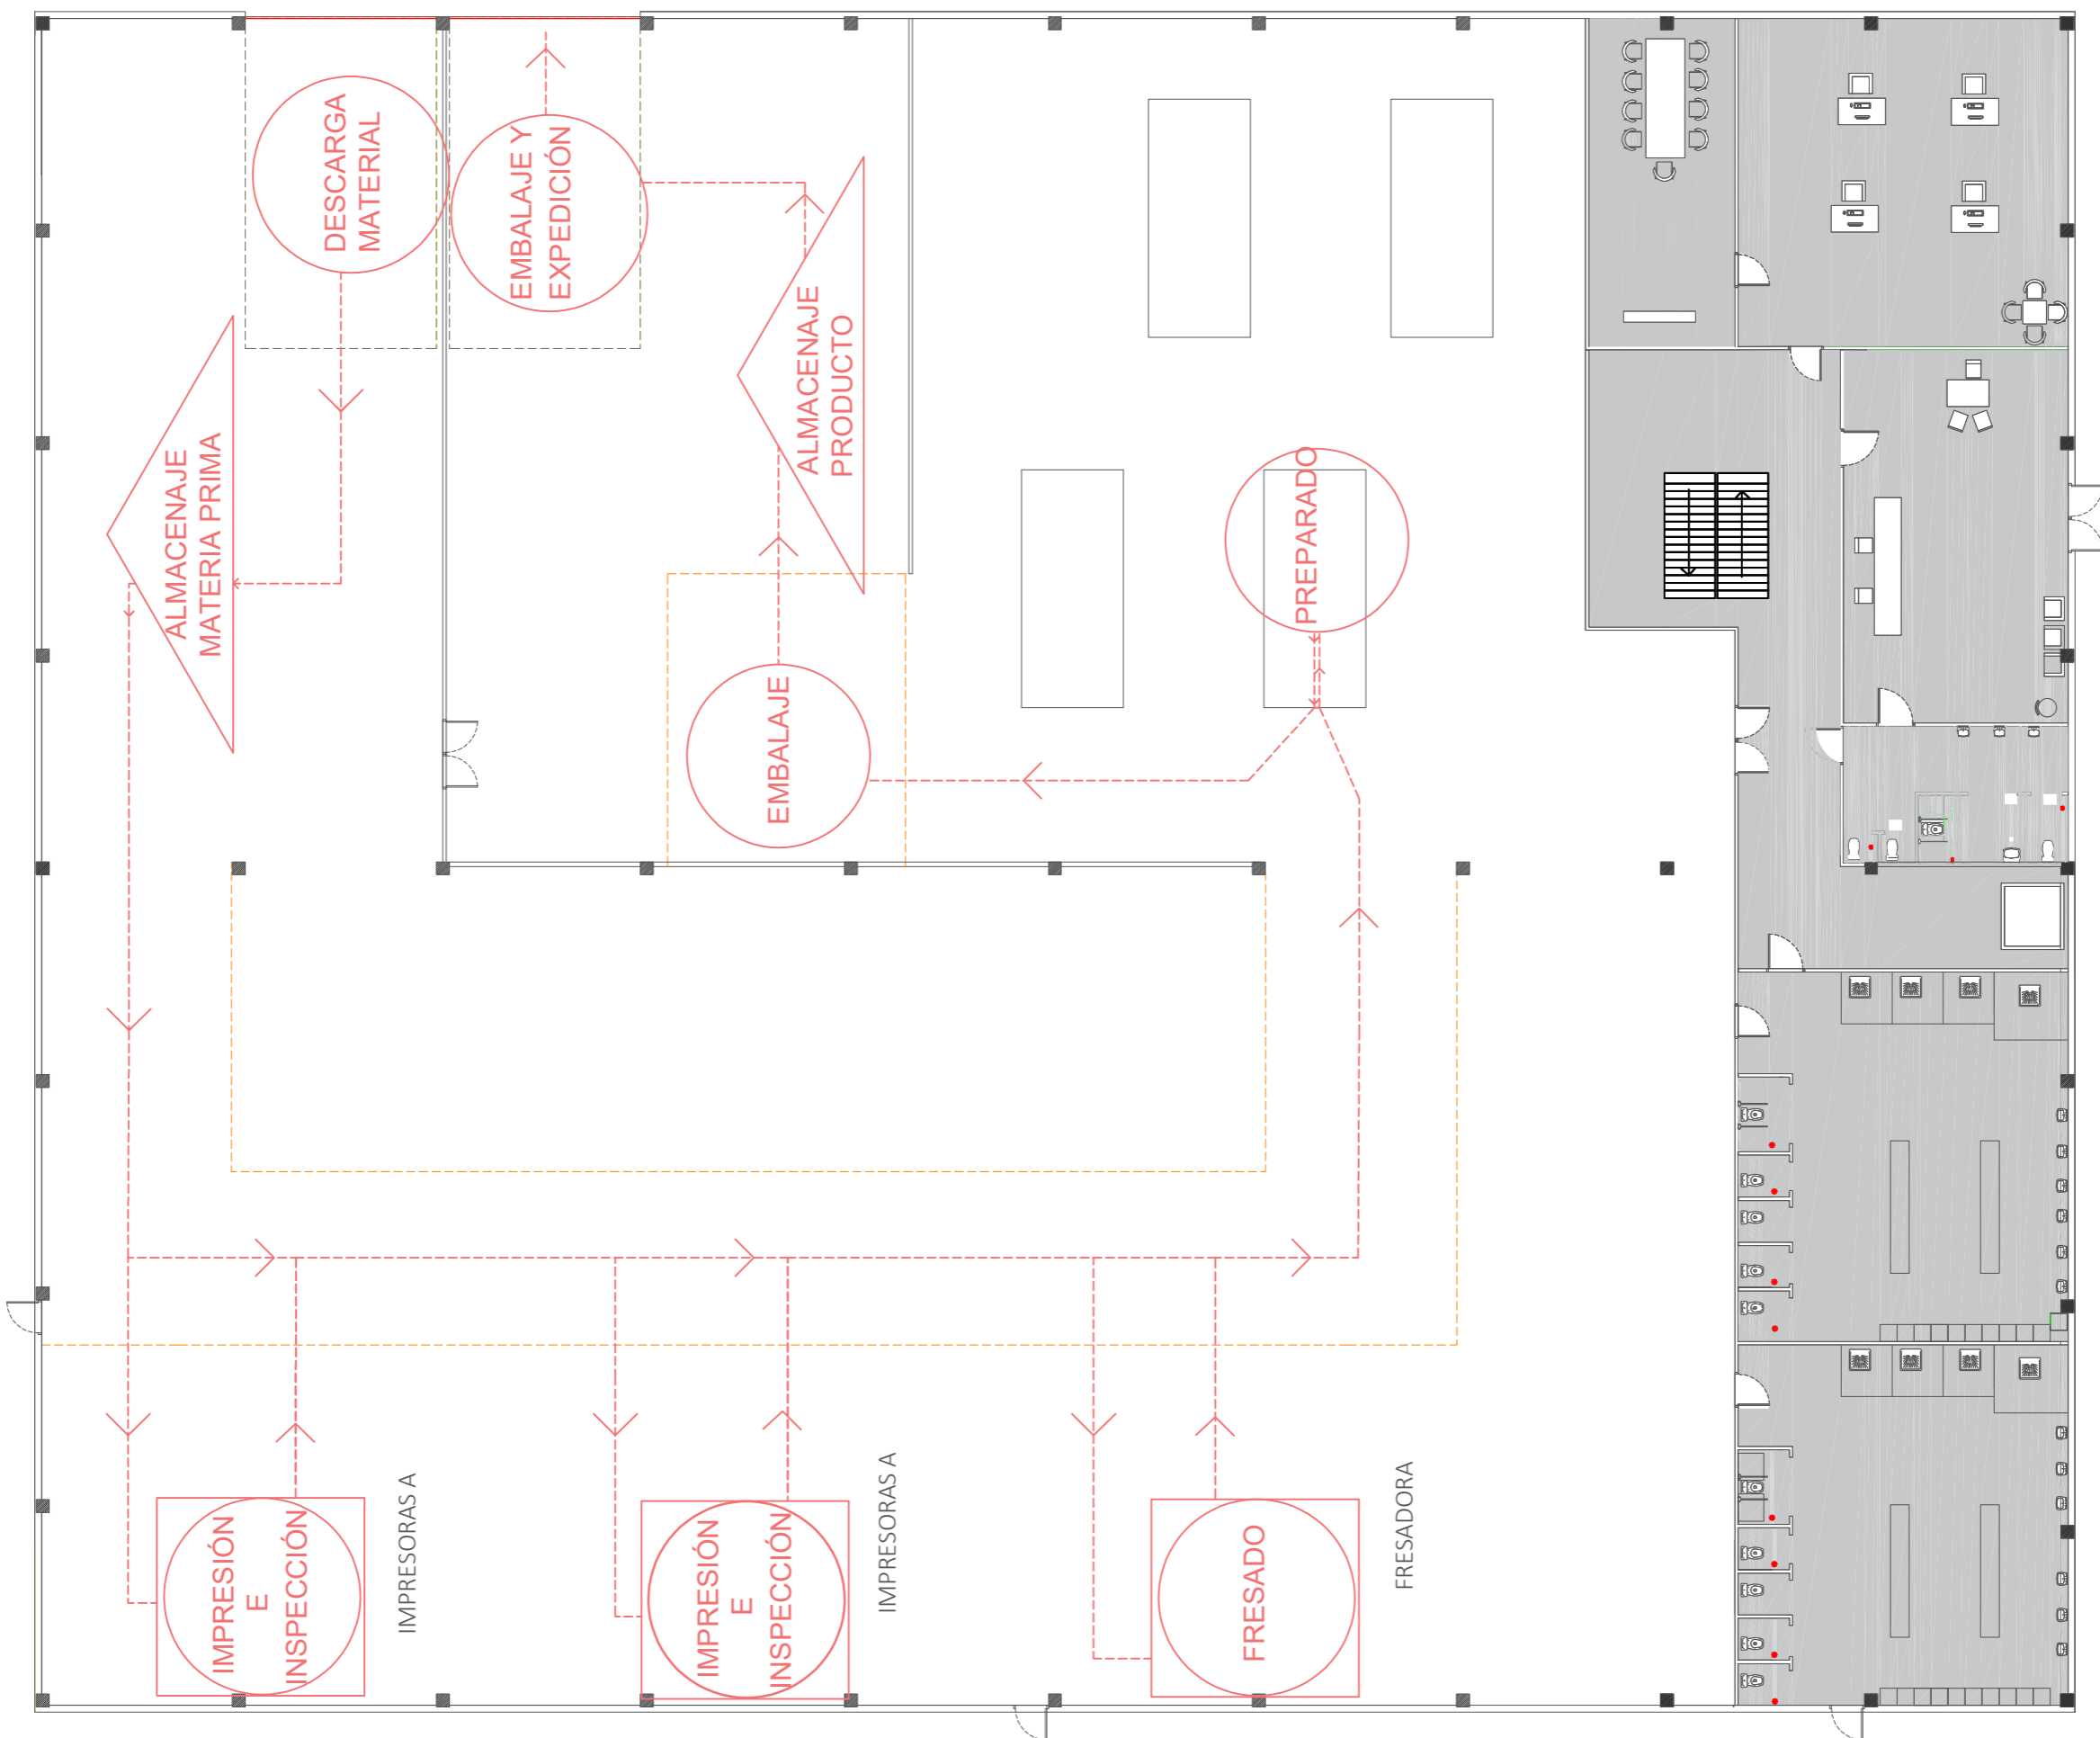 DESCARGA
MATERIAL
EMBALAJE Y
EXPEDICIÓN
ALMACENAJE
PRODUCTO
ALMACENAJE
MATERIA PRIMA
PREPARADO
EMBALAJE
IMPRESIÓN
E
INSPECCIÓN
IMPRESORAS A
IMPRESIÓN
E
INSPECCIÓN
IMPRESORAS A
FRESADO
FRESADORA